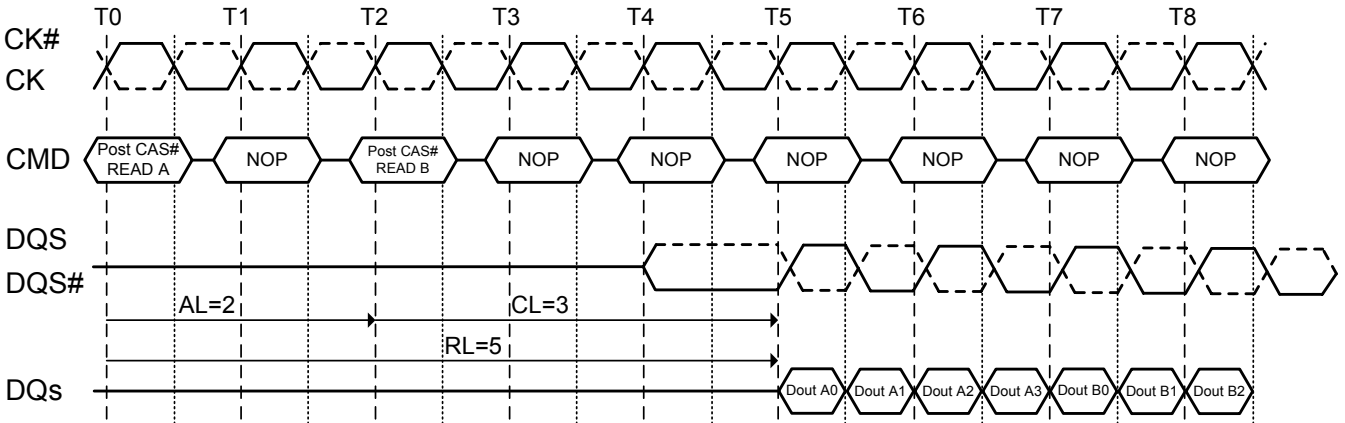 T0 T1 T2 T3 T4 T5 T6 T7 T8
CK#
CK
CMD
Post CAS#
READ A
NOP
Post CAS#
READ B
NOP NOP NOP NOP NOP NOP
DQS
DQS#
AL=2 CL=3
RL=5
DQs
Dout A0 Dout A1 Dout A2 Dout A3 Dout B0 Dout B1 Dout B2